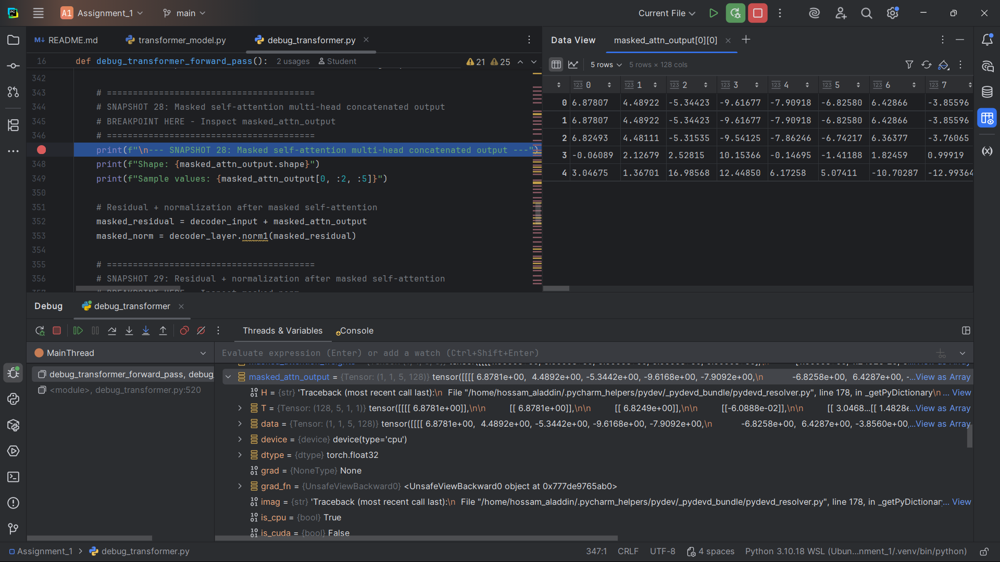 PC
A1 Assignment_1
main
Current File
README.md
transformer_model.py
debug_transformer.py
16 def debug_transformer_forward_pass(): 2 usages Student
21 25
342
343 # ========================================
344 # SNAPSHOT 28: Masked self-attention multi-head concatenated output
345 # BREAKPOINT HERE - Inspect masked_attn_output
346 # ========================================
print(f"\n--- SNAPSHOT 28: Masked self-attention multi-head concatenated output ---")
348 print(f"Shape: {masked_attn_output.shape}")
349 print(f"Sample values: {masked_attn_output[0, :2, :5]}")
350
351 # Residual + normalization after masked self-attention
352 masked_residual = decoder_input + masked_attn_output
353 masked_norm = decoder_layer.norm1(masked_residual)
354
355 # ========================================
356 # SNAPSHOT 29: Residual + normalization after masked self-attention
Data View
masked_attn_output[0][0]
5 rows 5 rows × 128 cols
0 1 2 3 4 5 6 7
0 6.87807 4.48922 -5.34423 -9.61677 -7.90918 -6.82580 6.42866 -3.85596
1 6.87807 4.48922 -5.34423 -9.61677 -7.90918 -6.82580 6.42866 -3.85596
2 6.82493 4.48111 -5.31535 -9.54125 -7.86246 -6.74217 6.36377 -3.76065
3 -0.06089 2.12679 2.52815 10.15366 -0.14695 -1.41188 1.82459 0.99919
4 3.04675 1.36701 16.98568 12.44850 6.17258 5.07411 -10.70287 -12.99364
Debug
debug_transformer
Threads & Variables
Console
MainThread
Evaluate expression (Enter) or add a watch (Ctrl+Shift+Enter)
debug_transformer_forward_pass, debug_
<module>, debug_transformer.py:520
masked_attn_output = {Tensor: (1, 1, 5, 128)} tensor([[[[ 6.8781e+00, 4.4892e+00, -5.3442e+00, -9.6168e+00, -7.9092e+00,\n -6.8258e+00, 6.4287e+00, -...View as Array
H = {str} 'Traceback (most recent call last):\n File "/home/hossam_aladdin/.pycharm_helpers/pydev/_pydevd_bundle/pydevd_resolver.py", line 178, in _getPyDictionary\n ... View
T = {Tensor: (128, 5, 1, 1)} tensor([[[[ 6.8781e+00]],\n\n [[ 6.8781e+00]],\n\n [[ 6.8249e+00]],\n\n [[-6.0888e-02]],\n\n [[ 3.0468...[[ 1.4828e...View as Array
data = {Tensor: (1, 1, 5, 128)} tensor([[[[ 6.8781e+00, 4.4892e+00, -5.3442e+00, -9.6168e+00, -7.9092e+00,\n -6.8258e+00, 6.4287e+00, -3.8560e+00,...View as Array
device = {device} device(type='cpu')
dtype = {dtype} torch.float32
grad = {NoneType} None
grad_fn = {UnsafeViewBackward0} <UnsafeViewBackward0 object at 0x777de9765ab0>
imag = {str} 'Traceback (most recent call last):\n File "/home/hossam_aladdin/.pycharm_helpers/pydev/_pydevd_bundle/pydevd_resolver.py", line 178, in _getPyDictionar... View
is_cpu = {bool} True
is_cuda = {bool} False
Assignment_1 > debug_transformer.py
347:1 CRLF UTF-8 4 spaces Python 3.10.18 WSL (Ubun...nment_1/.venv/bin/python)